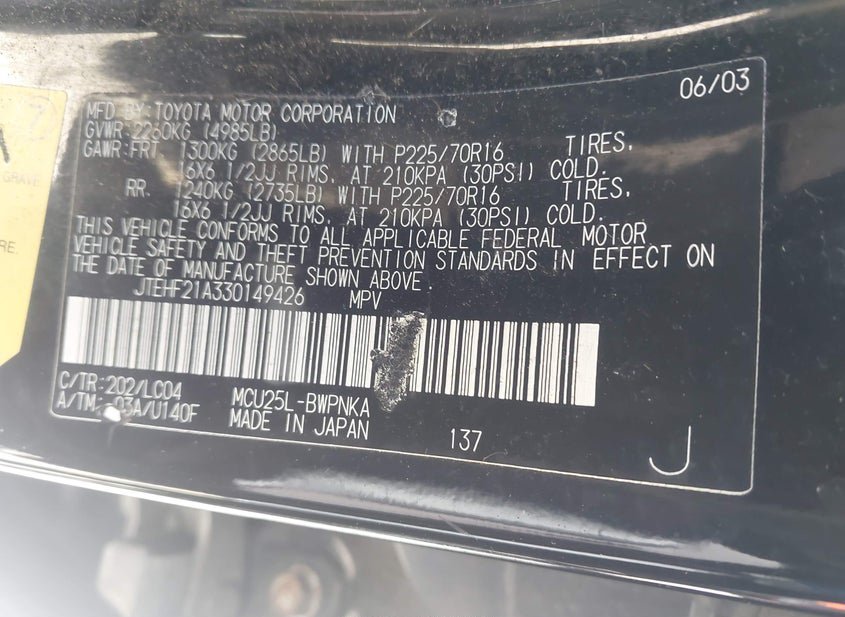 06/03
MFD BY:TOYOTA MOTOR CORPORATION
GVWR:2260KG (4985LB)
GAWR:FRT 1300KG (2865LB) WITH P225/70R16 TIRES,
16X6 1/2JJ RIMS, AT 210KPA (30PSI) COLD.
RR. 1240KG (2735LB) WITH P225/70R16 TIRES,
16X6 1/2JJ RIMS, AT 210KPA (30PSI) COLD.
THIS VEHICLE CONFORMS TO ALL APPLICABLE FEDERAL MOTOR
VEHICLE SAFETY AND THEFT PREVENTION STANDARDS IN EFFECT ON
THE DATE OF MANUFACTURE SHOWN ABOVE.
JTEHF21A330149426 MPV
C/TR:202/LC04 MCU25L-BWPNKA
A/TM: 03A/U140F MADE IN JAPAN 137 J
GRAVE
RE.